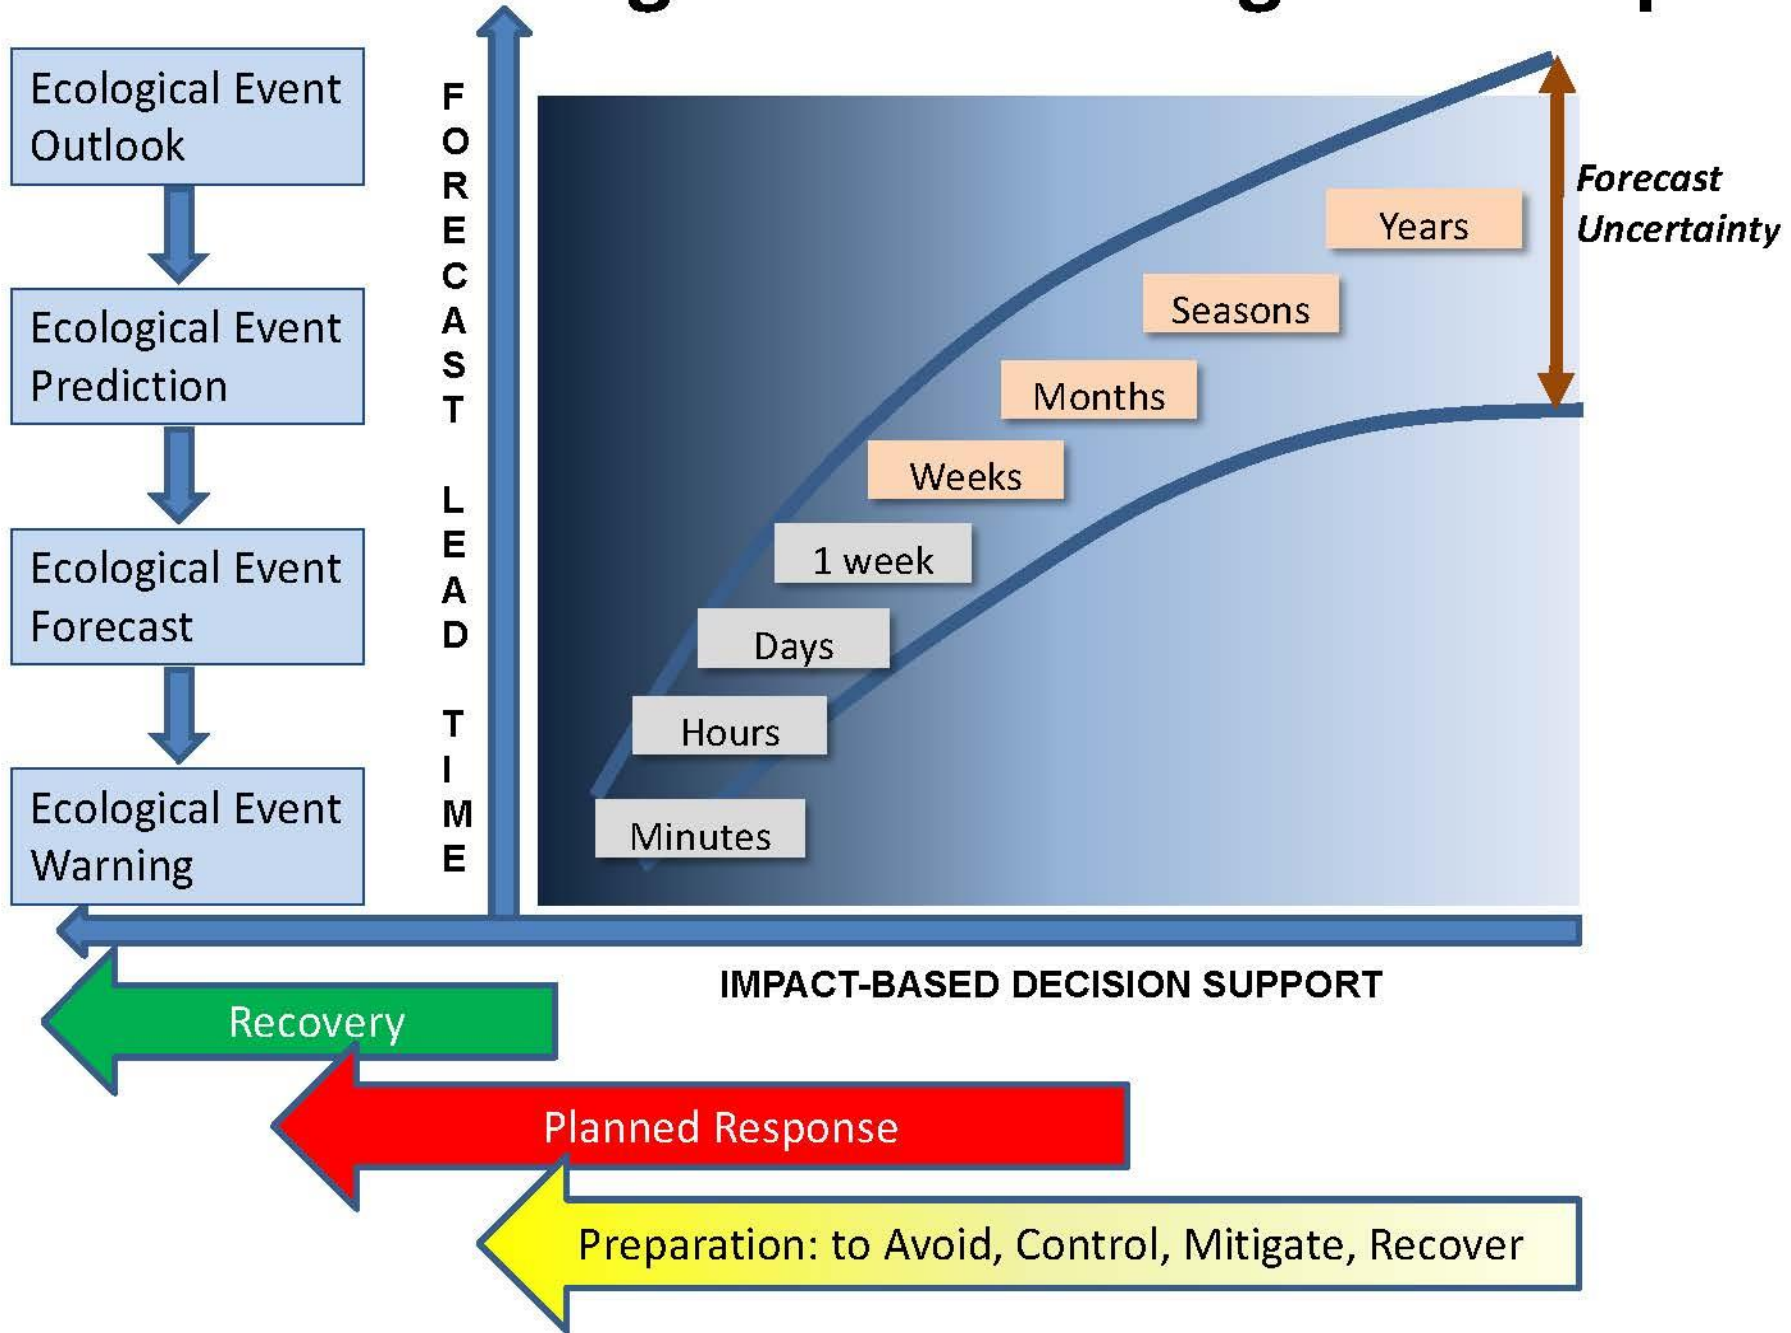 Ecological Event
Outlook
Ecological Event
Prediction
Ecological Event
Forecast
Ecological Event
Warning
FORECAST LEAD TIME
Years
Seasons
Months
Weeks
1 week
Days
Hours
Minutes
Forecast
Uncertainty
IMPACT-BASED DECISION SUPPORT
Recovery
Planned Response
Preparation: to Avoid, Control, Mitigate, Recover